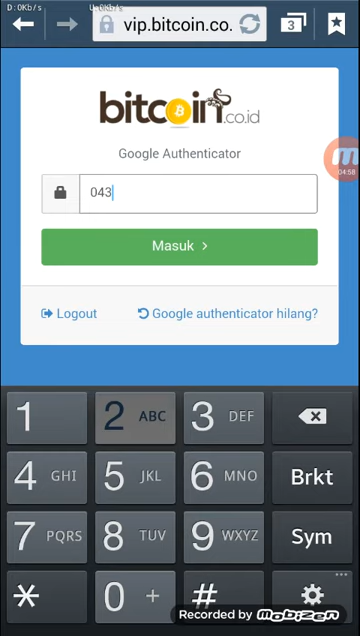 D:0Kb/s U:0Kb/s
vip.bitcoin.co. 3
bitcoin.co.id
Google Authenticator
043
04:58
Masuk >
Logout Google authenticator hilang?
1 2 ABC 3 DEF
4 GHI 5 JKL 6 MNO Brkt
7 PQRS 8 TUV 9 WXYZ Sym
* 0 + #
Recorded by MOBIZEN